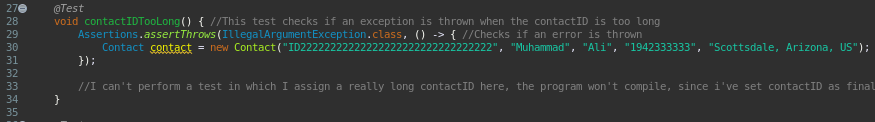 27 @Test
28 void contactIDTooLong() { //This test checks if an exception is thrown when the contactID is too long
29 Assertions.assertThrows(IllegalArgumentException.class, () -> { //Checks if an error is thrown
30 Contact contact = new Contact("ID2222222222222222222222222222222", "Muhammad", "Ali", "1942333333", "Scottsdale, Arizona, US");
31 });
32
33 //I can't perform a test in which I assign a really long contactID here, the program won't compile, since i've set contactID as final
34 }
35